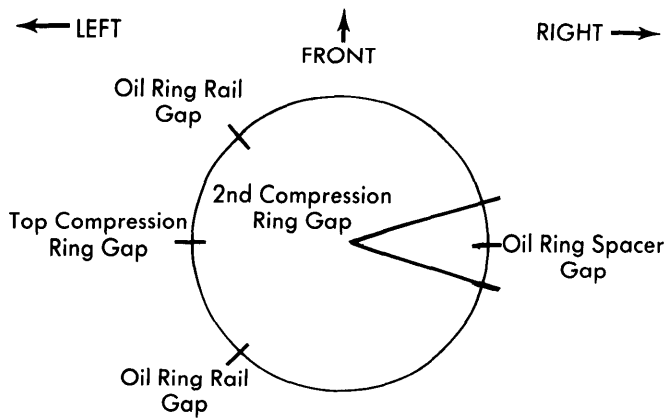 LEFT
FRONT
RIGHT
Oil Ring Rail
Gap
2nd Compression
Ring Gap
Top Compression
Ring Gap
Oil Ring Spacer
Gap
Oil Ring Rail
Gap